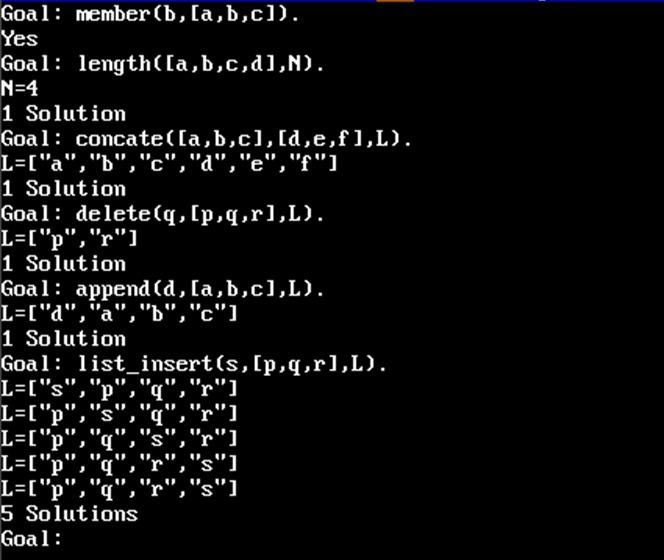 Goal: member(b,[a,b,c]).
Yes
Goal: length([a,b,c,d],N).
N=4
1 Solution
Goal: concate([a,b,c],[d,e,f],L).
L=["a","b","c","d","e","f"]
1 Solution
Goal: delete(q,[p,q,r],L).
L=["p","r"]
1 Solution
Goal: append(d,[a,b,c],L).
L=["d","a","b","c"]
1 Solution
Goal: list_insert(s,[p,q,r],L).
L=["s","p","q","r"]
L=["p","s","q","r"]
L=["p","q","s","r"]
L=["p","q","r","s"]
L=["p","q","r","s"]
5 Solutions
Goal: